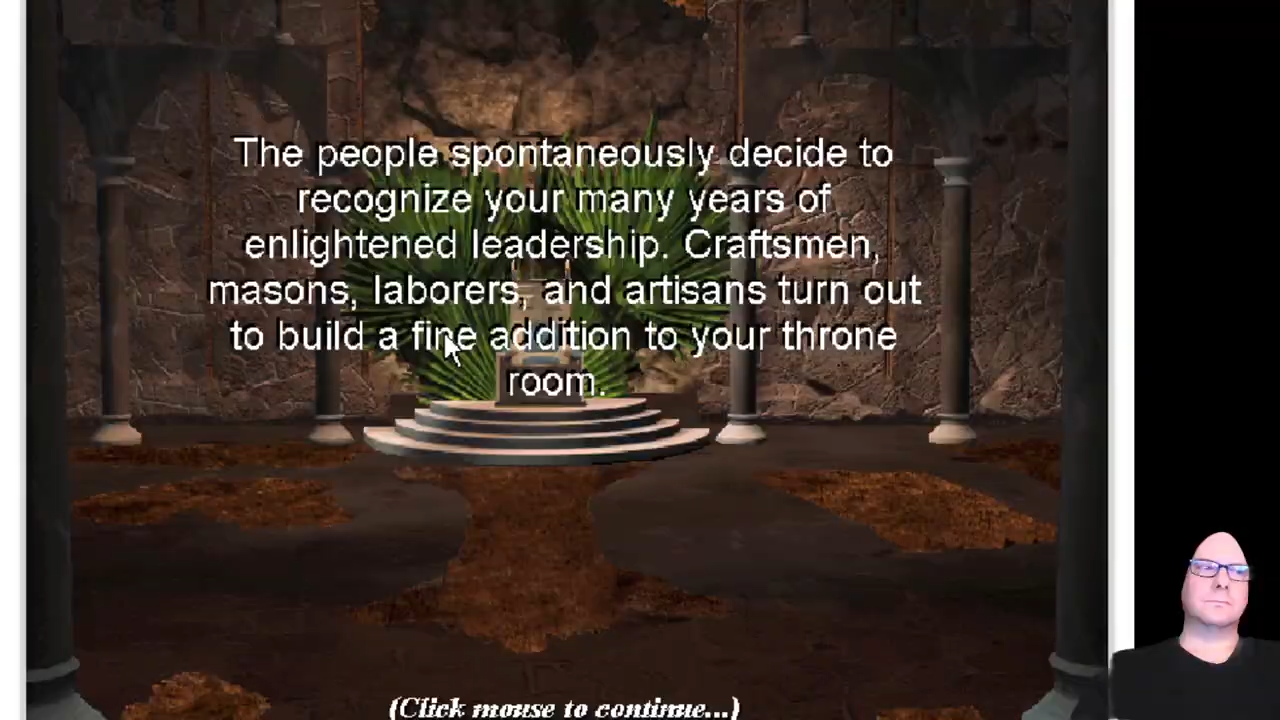 The people spontaneously decide to
recognize your many years of
enlightened leadership. Craftsmen,
masons, laborers, and artisans turn out
to build a fine addition to your throne
room.
(Click mouse to continue...)